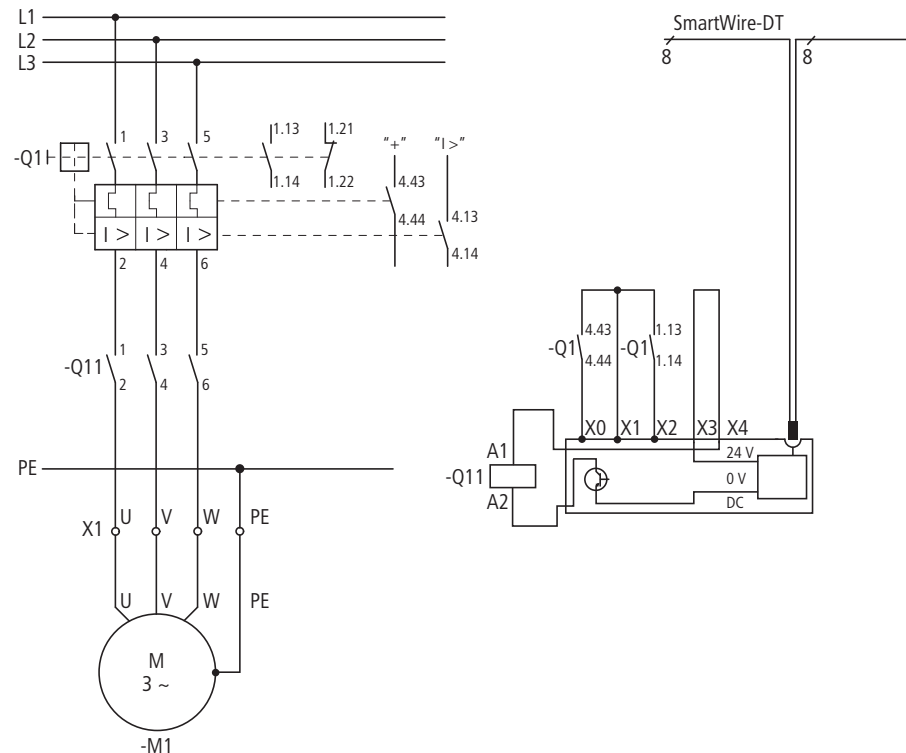 L1
L2
L3
SmartWire-DT
8
8
-Q1
1
3
5
1.13
1.14
1.21
1.22
"+"
"I >"
4.43
4.44
4.13
4.14
I >
I >
I >
2
4
6
-Q11
1
3
5
2
4
6
-Q1
4.43
4.44
-Q1
1.13
1.14
X0
X1
X2
X3
X4
A1
-Q11
A2
24 V
0 V
DC
PE
X1
U
V
W
PE
U
V
W
PE
M
3 ~
-M1